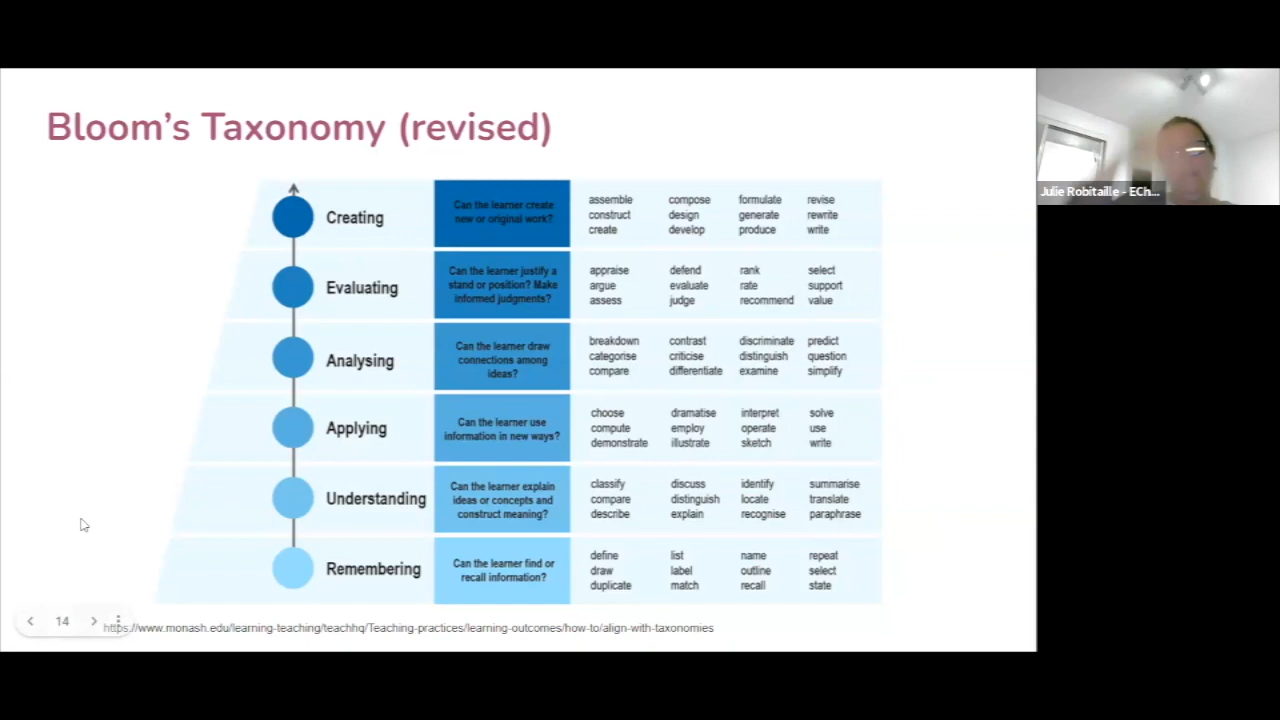 Bloom's Taxonomy (revised)
Julie Robitaille - ECh...
Creating
Can the learner create
new or original work?
assemble compose formulate revise
construct design generate rewrite
create develop produce write
Evaluating
Can the learner justify a
stand or position? Make
informed judgments?
appraise defend rank select
argue evaluate rate support
assess judge recommend value
Analysing
Can the learner draw
connections among
ideas?
breakdown contrast discriminate predict
categorise criticise distinguish question
compare differentiate examine simplify
Applying
Can the learner use
information in new ways?
choose dramatise interpret solve
compute employ operate use
demonstrate illustrate sketch write
Understanding
Can the learner explain
ideas or concepts and
construct meaning?
classify discuss identify summarise
compare distinguish locate translate
describe explain recognise paraphrase
Remembering
Can the learner find or
recall information?
define list name repeat
draw label outline select
duplicate match recall state
14
https://www.monash.edu/learning-teaching/teachhq/Teaching-practices/learning-outcomes/how-to/align-with-taxonomies